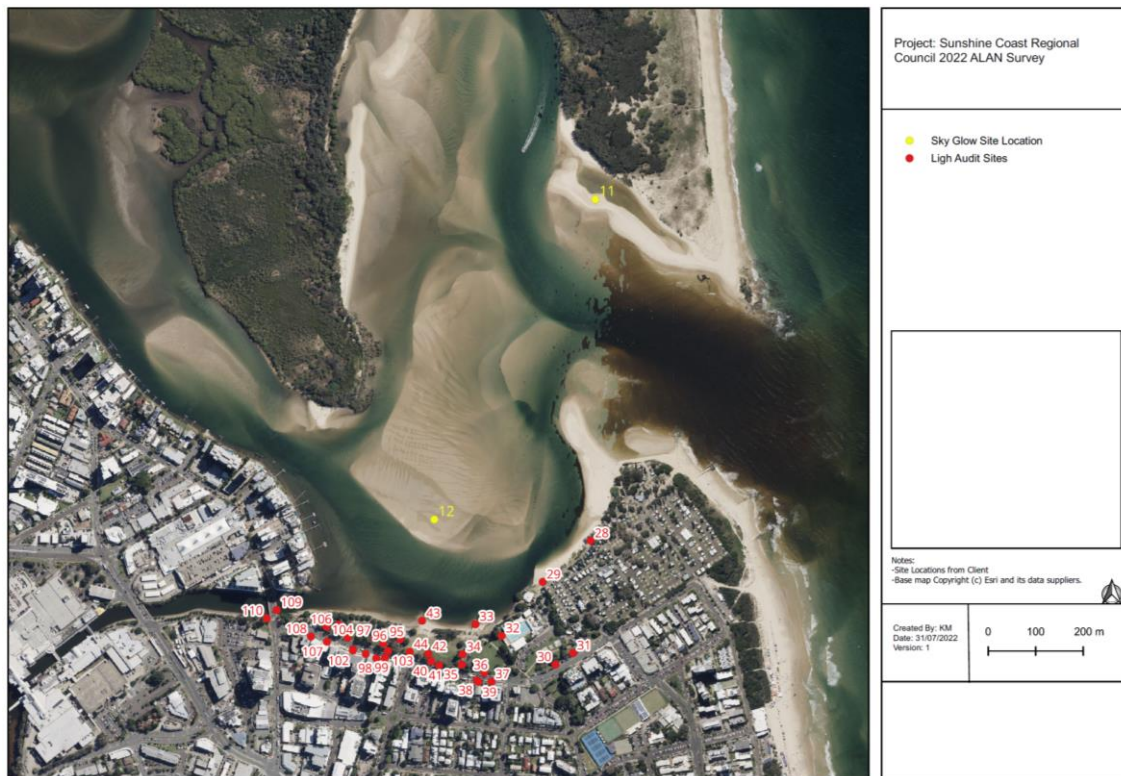 Project: Sunshine Coast Regional
Council 2022 ALAN Survey
Sky Glow Site Location
Ligh Audit Sites
11
12
28
29
109
110
43
33
32
106
108
104
97
96
95
107
102
98
99
103
44
42
40
41
35
34
36
37
38
39
30
31
Notes:
-Site Locations from Client
-Base map Copyright (c) Esri and its data suppliers.
Created By: KM
Date: 31/07/2022
Version: 1
0 100 200 m